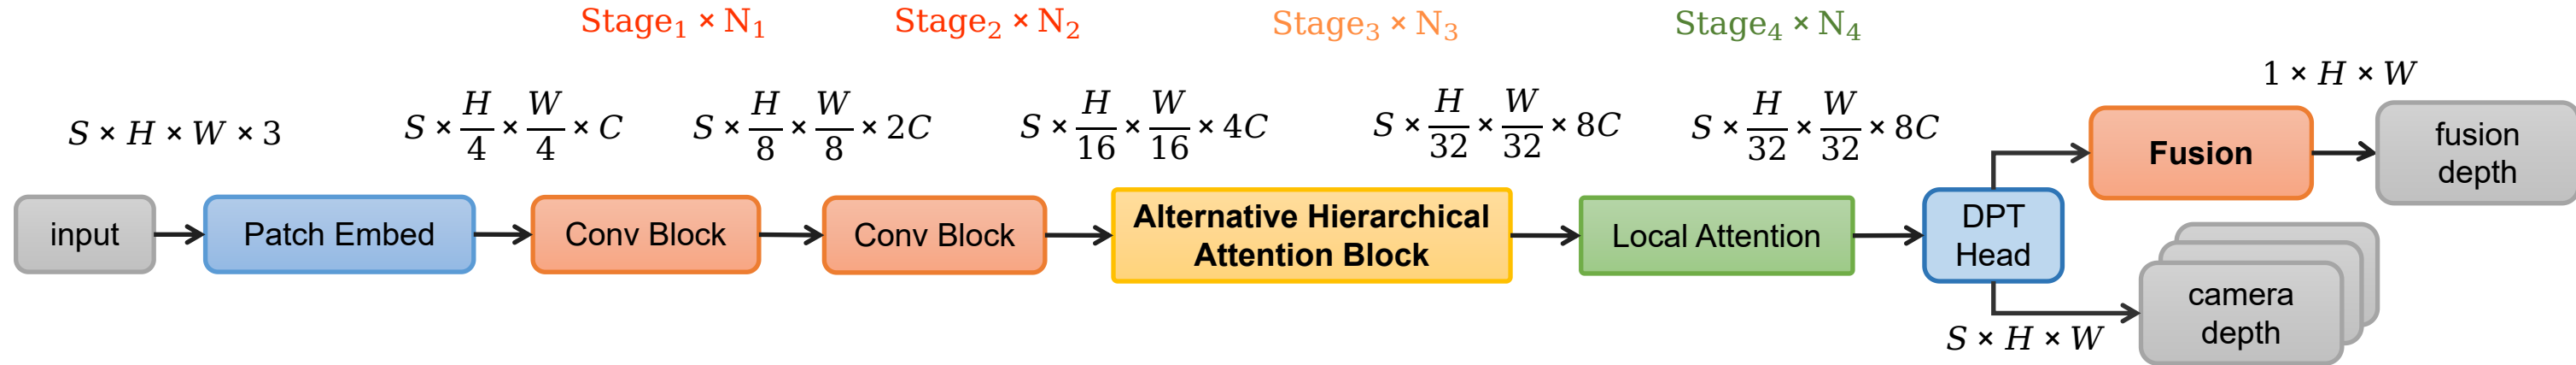 Stage₁ × N₁
Stage₂ × N₂
Stage₃ × N₃
Stage₄ × N₄
S × H × W × 3
S × H/4 × W/4 × C
S × H/8 × W/8 × 2C
S × H/16 × W/16 × 4C
S × H/32 × W/32 × 8C
S × H/32 × W/32 × 8C
1 × H × W
input
Patch Embed
Conv Block
Conv Block
Alternative Hierarchical
Attention Block
Local Attention
DPT
Head
Fusion
fusion
depth
S × H × W
camera
depth